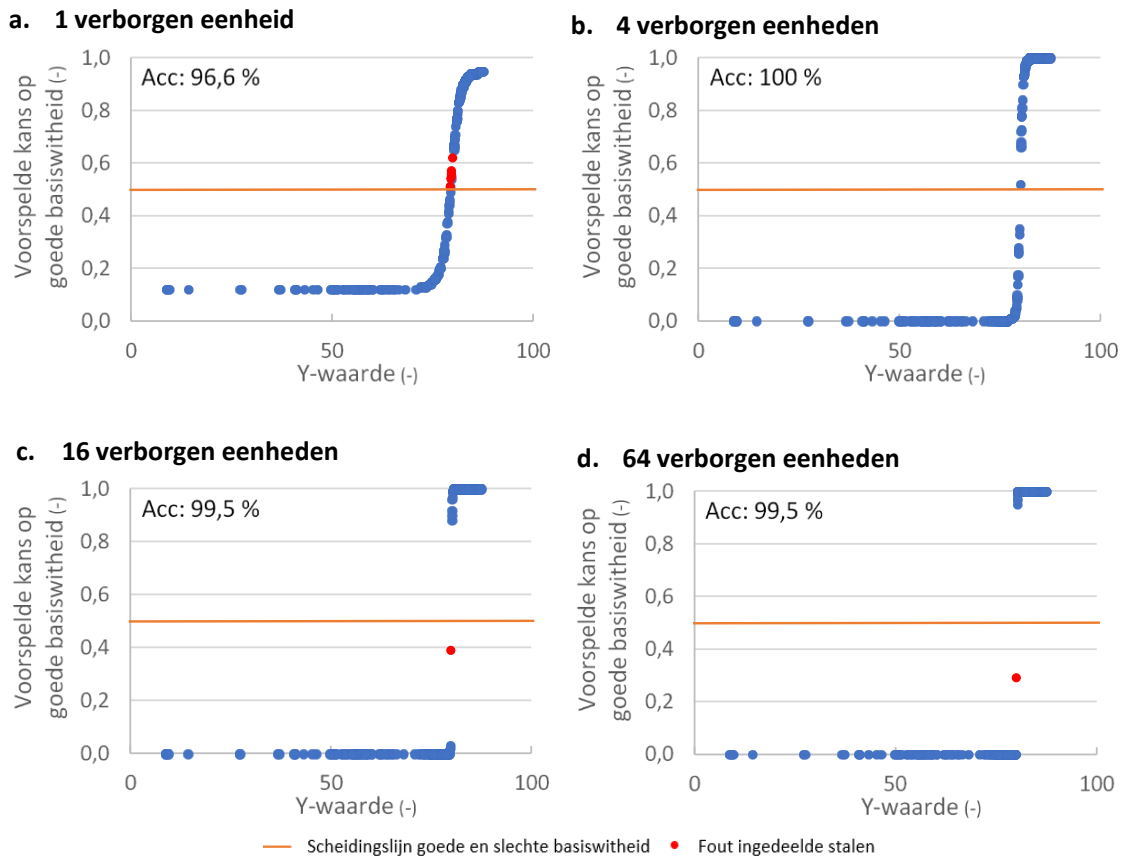 a. 1 verborgen eenheid
Acc: 96,6 %
Voorspelde kans op
goede basiswitheid (-)
1,0
0,8
0,6
0,4
0,2
0,0
0 50 100
Y-waarde (-)
b. 4 verborgen eenheden
Acc: 100 %
Voorspelde kans op
goede basiswitheid (-)
1,0
0,8
0,6
0,4
0,2
0,0
0 50 100
Y-waarde (-)
c. 16 verborgen eenheden
Acc: 99,5 %
Voorspelde kans op
goede basiswitheid (-)
1,0
0,8
0,6
0,4
0,2
0,0
0 50 100
Y-waarde (-)
d. 64 verborgen eenheden
Acc: 99,5 %
Voorspelde kans op
goede basiswitheid (-)
1,0
0,8
0,6
0,4
0,2
0,0
0 50 100
Y-waarde (-)
Scheidingslijn goede en slechte basiswitheid
Fout ingedeelde stalen